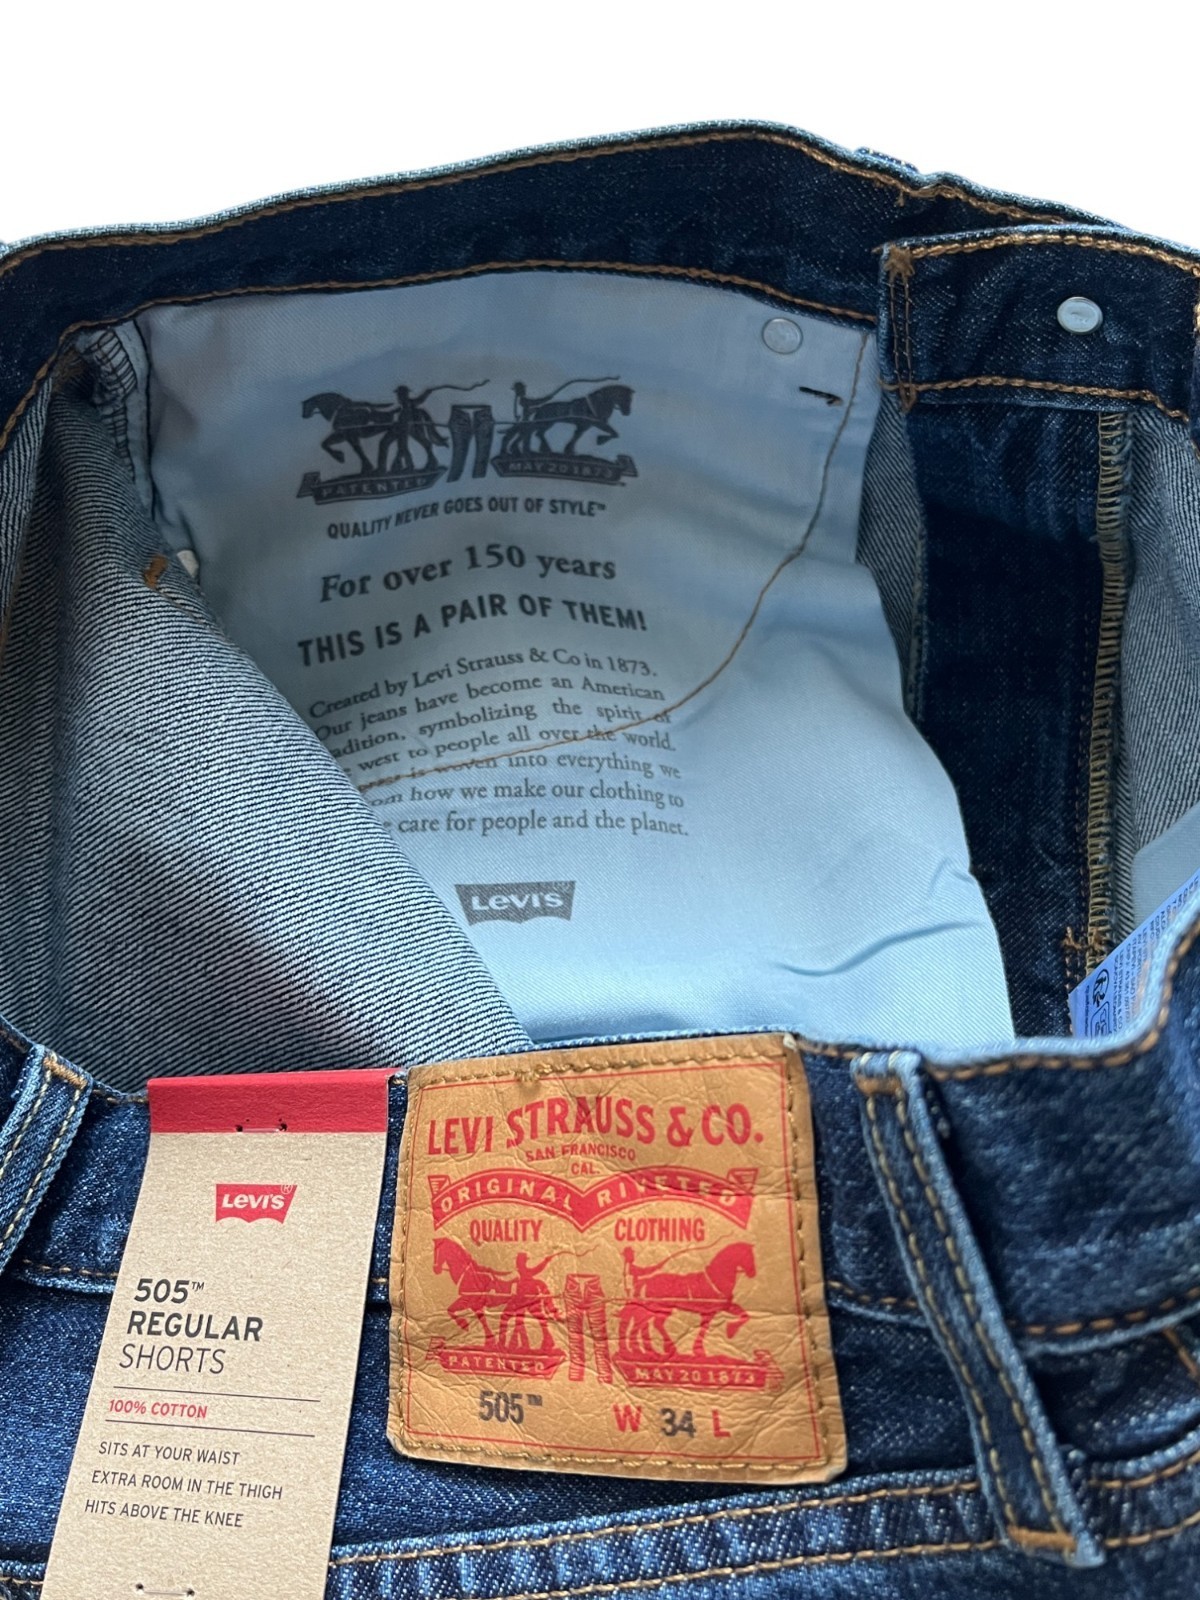 PATENTED MAY 20 1873
QUALITY NEVER GOES OUT OF STYLE™
For over 150 years
THIS IS A PAIR OF THEM!
Created by Levi Strauss & Co in 1873.
Our jeans have become an American
symbolizing the spirit of
west to people all over the world.
is woven into everything we
how we make our clothing to
care for people and the planet.
LEVI'S®
LEVI STRAUSS & CO.
SAN FRANCISCO
CAL.
ORIGINAL RIVETED
QUALITY CLOTHING
PATENTED MAY 20 1873
505™ W 34 L
LEVI'S®
505™
REGULAR
SHORTS
100% COTTON
SITS AT YOUR WAIST
EXTRA ROOM IN THE THIGH
HITS ABOVE THE KNEE